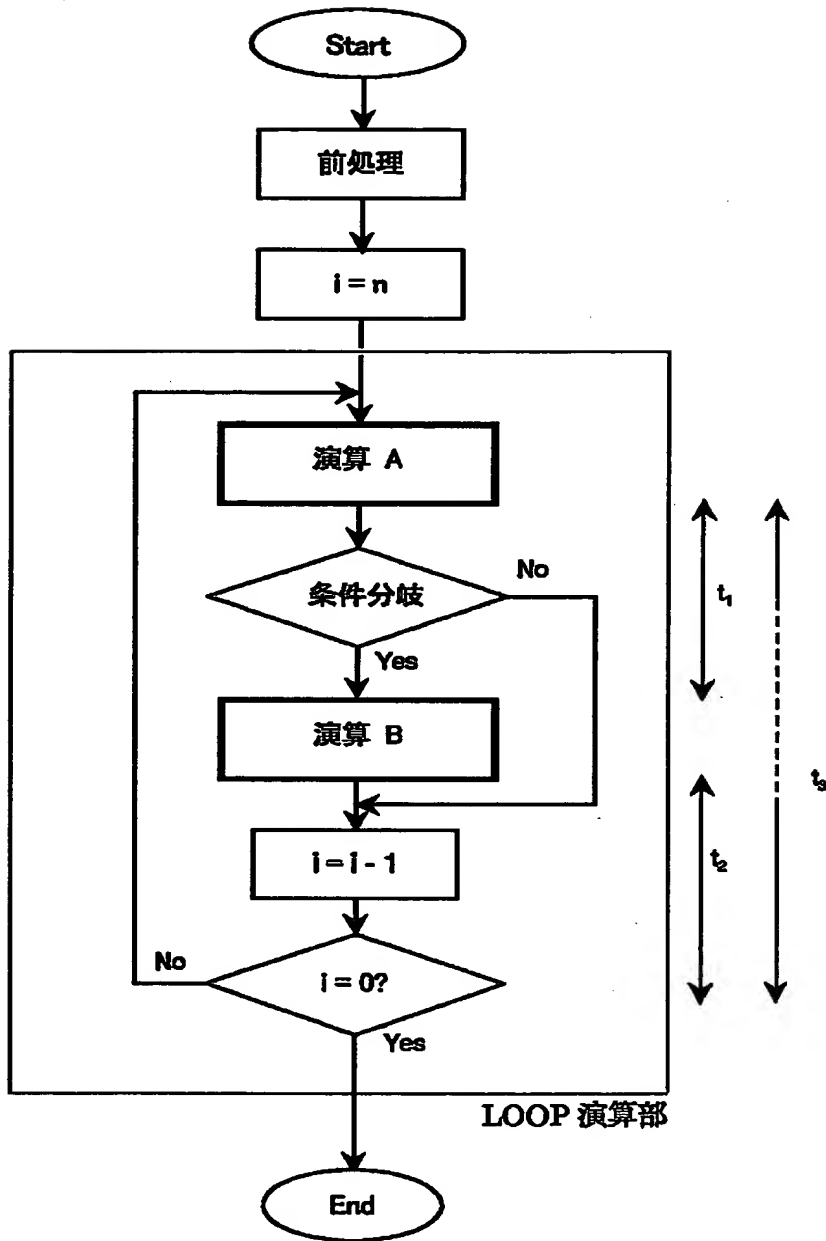 Start
前処理
i = n
演算 A
条件分岐
No
Yes
t₁
演算 B
t₃
i = i - 1
t₂
No
i = 0?
Yes
LOOP 演算部
End